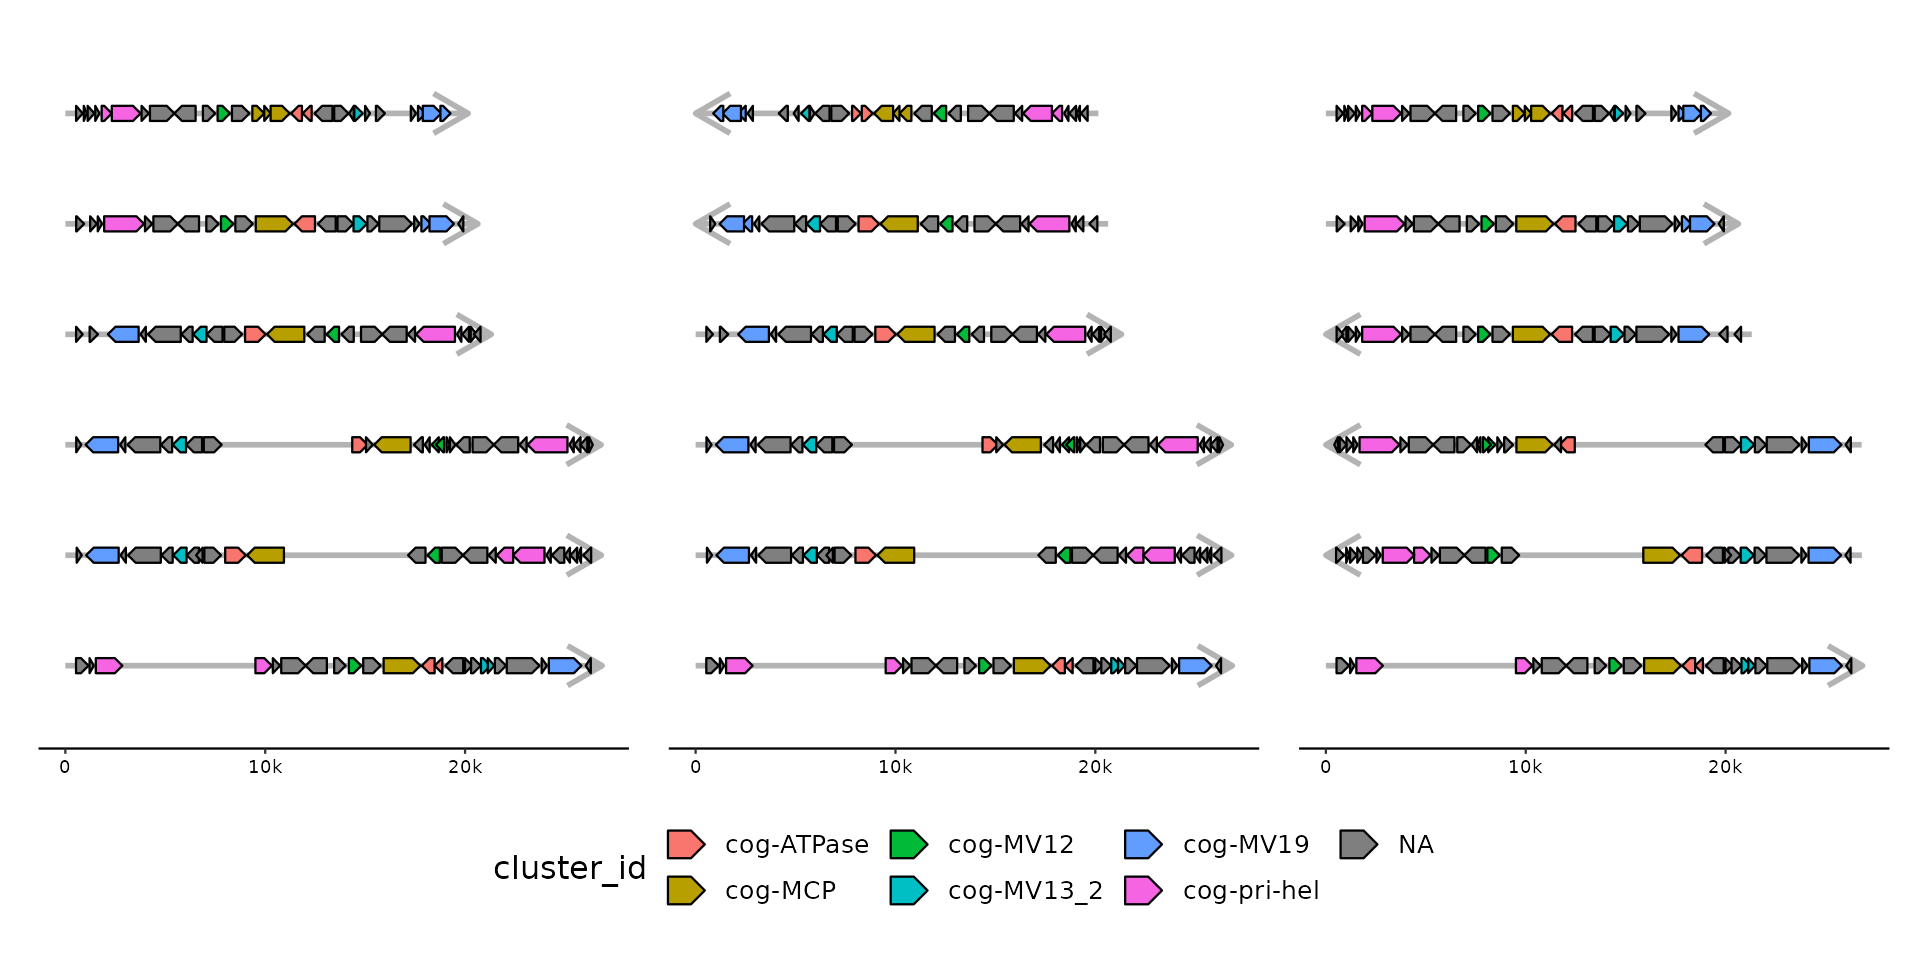 0 10k 20k 0 10k 20k 0 10k 20k
cluster_id
cog-ATPase cog-MV12 cog-MV19 NA
cog-MCP cog-MV13_2 cog-pri-hel